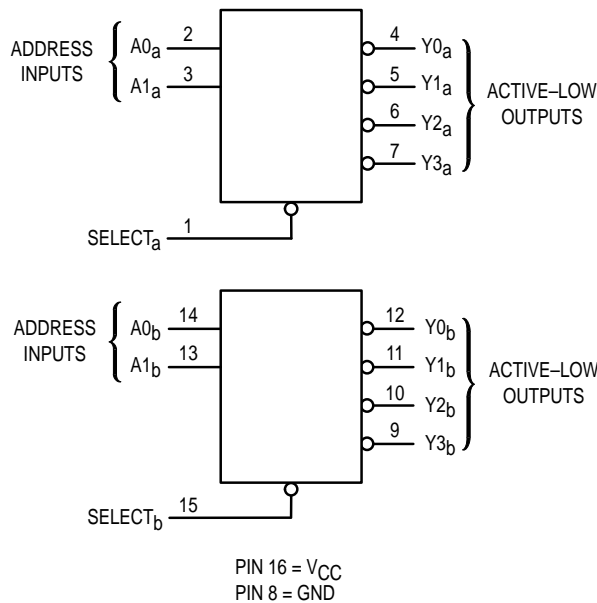 ADDRESS
INPUTS
A0a 2
A1a 3
SELECTa 1
4 Y0a
5 Y1a
6 Y2a
7 Y3a
ACTIVE–LOW
OUTPUTS
ADDRESS
INPUTS
A0b 14
A1b 13
SELECTb 15
12 Y0b
11 Y1b
10 Y2b
9 Y3b
ACTIVE–LOW
OUTPUTS
PIN 16 = VCC
PIN 8 = GND